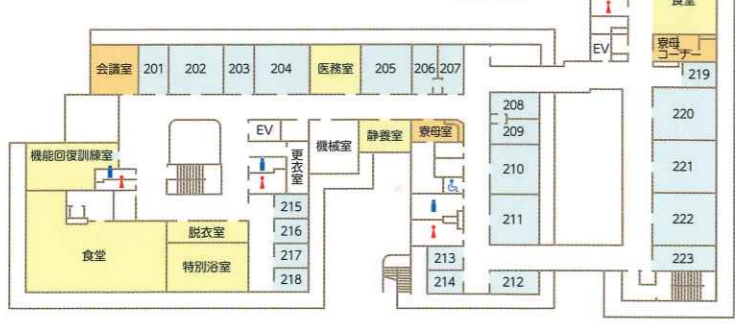 食堂
EV
寮母
コーナー
219
会議室 201 202 203 204 医務室 205 206 207
208
209
220
EV
機械室
静養室
寮母室
更衣室
機能回復訓練室
210
221
211
222
215
216
217
218
脱衣室
特別浴室
食堂
213
214
212
223